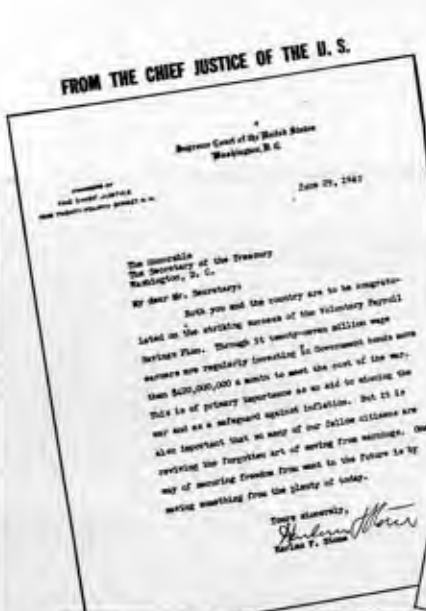 FROM THE CHIEF JUSTICE OF THE U. S.
Supreme Court of the United States
Washington, D. C.
CHAMBERS OF
THE CHIEF JUSTICE
June 29, 1943
The Honorable
The Secretary of the Treasury
Washington, D. C.
My dear Mr. Secretary:
Both you and the country are to be congratu-
lated on the striking success of the Voluntary Payroll
Savings Plan. Through it twenty-seven million wage
earners are regularly investing in Government bonds more
than $420,000,000 a month to meet the cost of the war.
This is of primary importance as an aid to winning the
war and as a safeguard against inflation. But it is
also important that so many of our fellow citizens are
reviving the forgotten art of saving from earnings. One
way of securing freedom from want in the future is by
saving something from the plenty of today.
Yours sincerely,
Harlan F. Stone
Harlan F. Stone